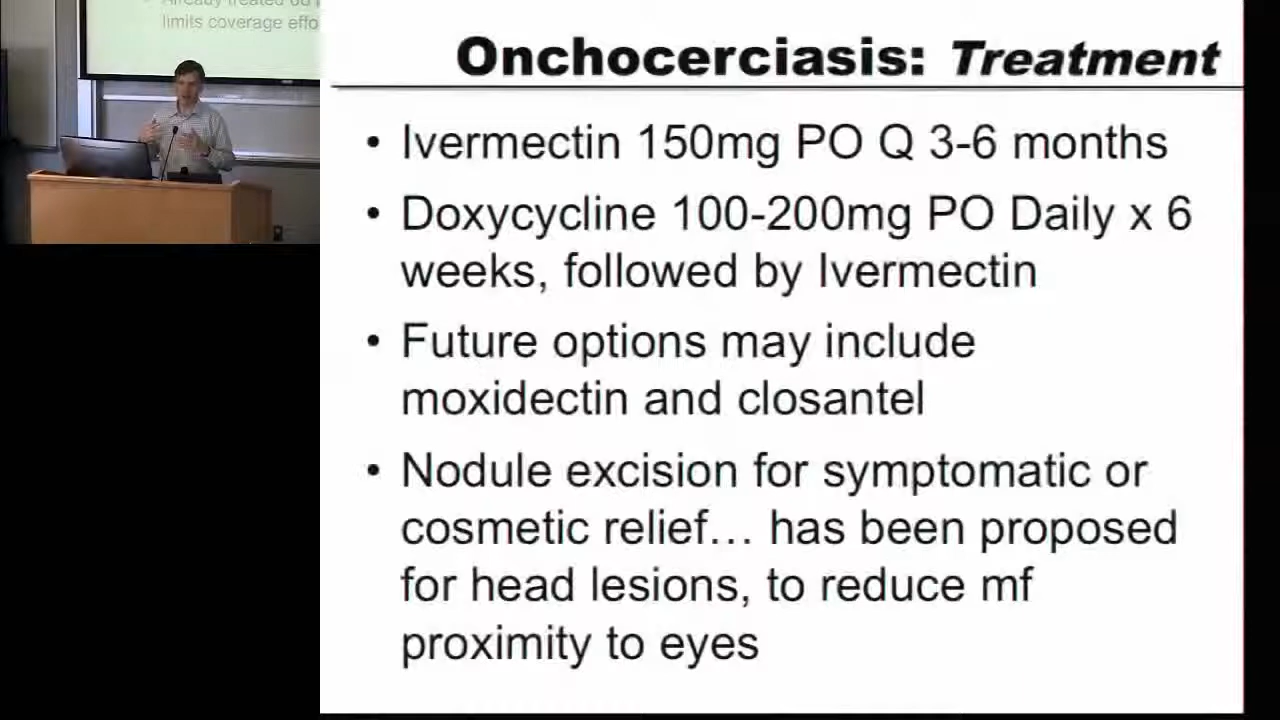 limits coverage effo
Onchocerciasis: Treatment
• Ivermectin 150mg PO Q 3-6 months
• Doxycycline 100-200mg PO Daily x 6
weeks, followed by Ivermectin
• Future options may include
moxidectin and closantel
• Nodule excision for symptomatic or
cosmetic relief… has been proposed
for head lesions, to reduce mf
proximity to eyes